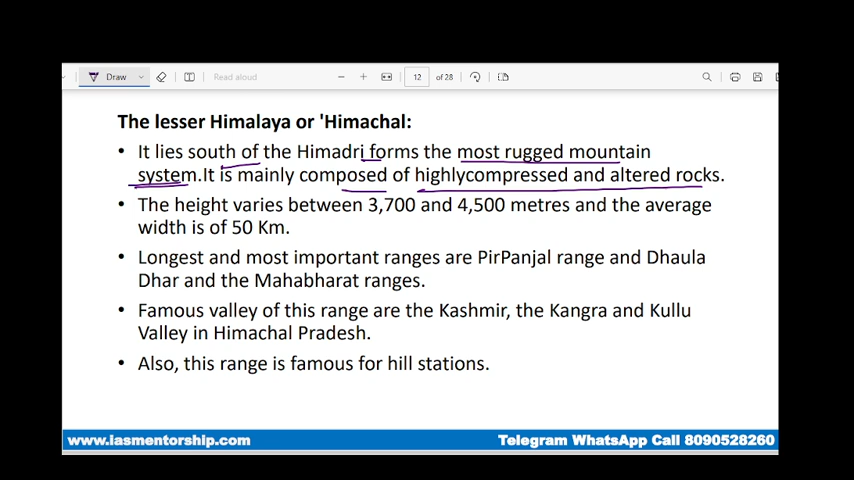 Draw
Read aloud
12
of 28
The lesser Himalaya or 'Himachal:
• It lies south of the Himadri forms the most rugged mountain
system.It is mainly composed of highlycompressed and altered rocks.
• The height varies between 3,700 and 4,500 metres and the average
width is of 50 Km.
• Longest and most important ranges are PirPanjal range and Dhaula
Dhar and the Mahabharat ranges.
• Famous valley of this range are the Kashmir, the Kangra and Kullu
Valley in Himachal Pradesh.
• Also, this range is famous for hill stations.
www.iasmentorship.com
Telegram WhatsApp Call 8090528260